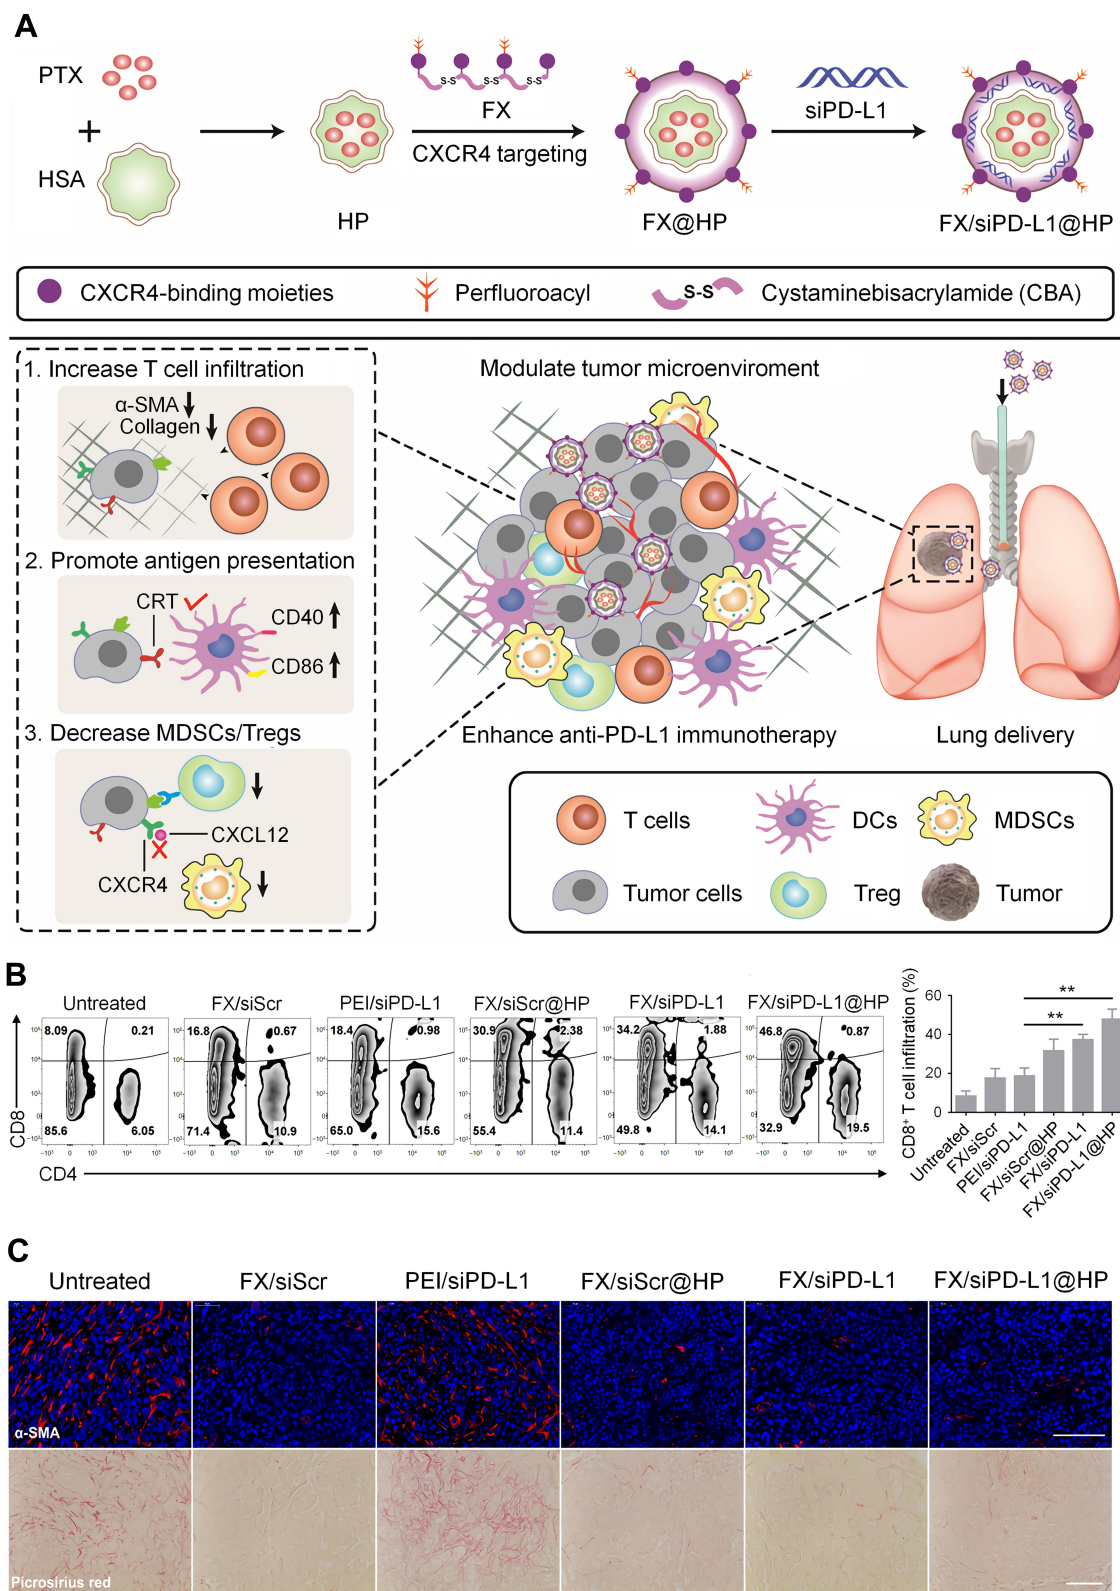 A
PTX
+
HSA
HP
S-S S-S S-S
FX
CXCR4 targeting
FX@HP
siPD-L1
FX/siPD-L1@HP
CXCR4-binding moieties
Perfluoroacyl
S-S
Cystaminebisacrylamide (CBA)
1. Increase T cell infiltration
α-SMA
Collagen
2. Promote antigen presentation
CRT
CD40
CD86
3. Decrease MDSCs/Tregs
CXCL12
CXCR4
Modulate tumor microenviroment
Enhance anti-PD-L1 immunotherapy
Lung delivery
T cells
DCs
MDSCs
Tumor cells
Treg
Tumor
B
Untreated
FX/siScr
PEI/siPD-L1
FX/siScr@HP
FX/siPD-L1
FX/siPD-L1@HP
8.09 0.21
85.6 6.05
16.8 0.67
71.4 10.9
18.4 0.98
65.0 15.6
30.9 2.38
55.4 11.4
34.2 1.88
49.8 14.1
46.8 0.87
32.9 19.5
CD8
CD4
CD8⁺ T cell infiltration (%)
60
40
20
0
**
**
Untreated
FX/siScr
PEI/siPD-L1
FX/siScr@HP
FX/siPD-L1
FX/siPD-L1@HP
C
Untreated
FX/siScr
PEI/siPD-L1
FX/siScr@HP
FX/siPD-L1
FX/siPD-L1@HP
α-SMA
Picrosirius red